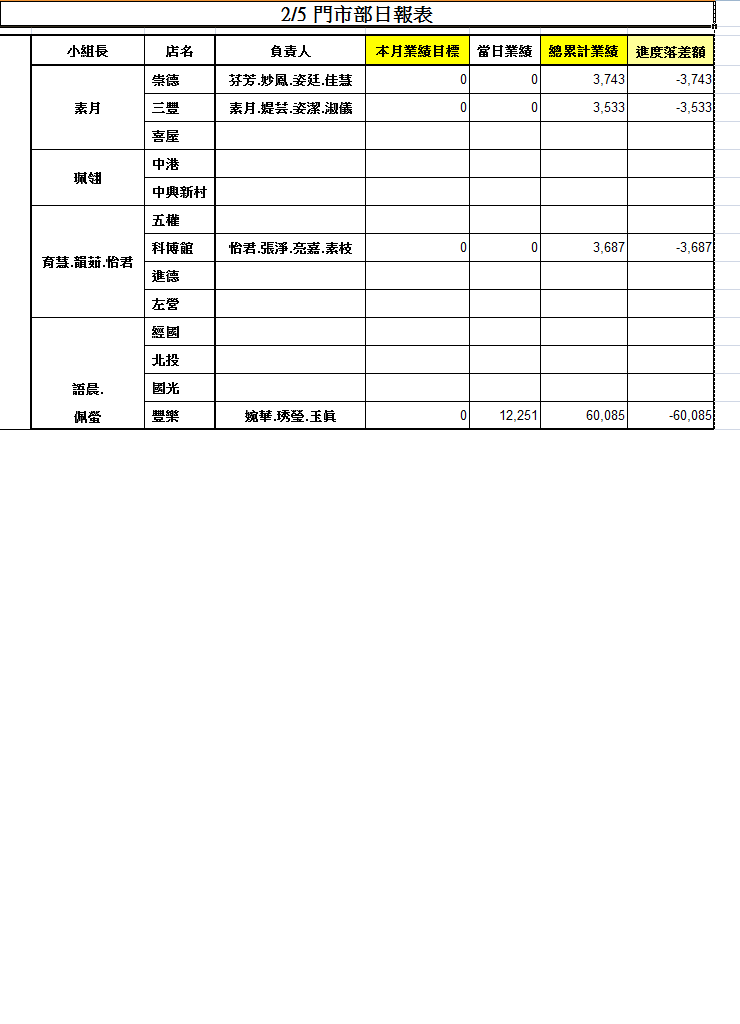 2/5 門市部日報表
小組長 店名 負責人 本月業績目標 當日業績 總累計業績 進度落差額
崇德 芬芳.妙鳳.姿廷.佳慧 0 0 3,743 -3,743
素月 三豐 素月.媞芸.姿潔.淑儀 0 0 3,533 -3,533
喜屋
珮翎 中港
中興新村
五權
育慧.韻茹.怡君 科博館 怡君.張淨.亮嘉.素枝 0 0 3,687 -3,687
進德
左營
經國
北投
語晨. 國光
佩螢 豐樂 婉華.琇瑩.玉眞 0 12,251 60,085 -60,085